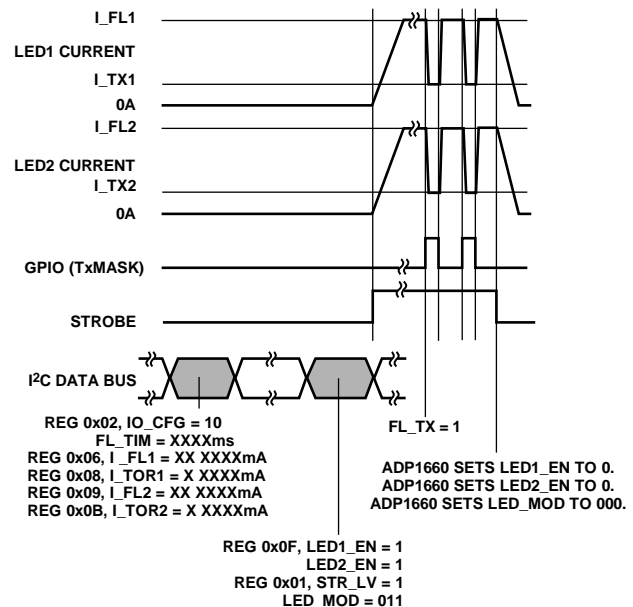 I_FL1
LED1 CURRENT
I_TX1
0A
I_FL2
LED2 CURRENT
I_TX2
0A
GPIO (TxMASK)
STROBE
I2C DATA BUS
REG 0x02, IO_CFG = 10
FL_TIM = XXXXms
REG 0x06, I _FL1 = XX XXXXmA
REG 0x08, I_TOR1 = X XXXXmA
REG 0x09, I_FL2 = XX XXXXmA
REG 0x0B, I_TOR2 = X XXXXmA
FL_TX = 1
ADP1660 SETS LED1_EN TO 0.
ADP1660 SETS LED2_EN TO 0.
ADP1660 SETS LED_MOD TO 000.
REG 0x0F, LED1_EN = 1
LED2_EN = 1
REG 0x01, STR_LV = 1
LED_MOD = 011